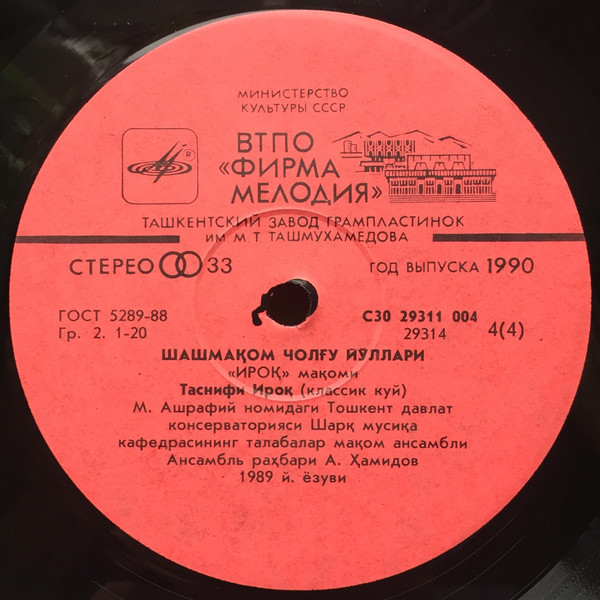 МИНИСТЕРСТВО
КУЛЬТУРЫ СССР
ВТПО
«ФИРМА
МЕЛОДИЯ»
ТАШКЕНТСКИЙ ЗАВОД ГРАМПЛАСТИНОК
ИМ М Т ТАШМУХАМЕДОВА
СТЕРЕО 33 ГОД ВЫПУСКА 1990
ГОСТ 5289-88 С30 29311 004
Гр. 2. 1-20 29314 4(4)
ШАШМАҚОМ ЧОЛҒУ ЙЎЛЛАРИ
«ИРОҚ» мақоми
Таснифи Ироқ (классик куй)
М. Ашрафий номидаги Тошкент давлат
консерваторияси Шарқ мусиқа
кафедрасининг талабалар мақом ансамбли
Ансамбль раҳбари А. Ҳамидов
1989 й. ёзуви